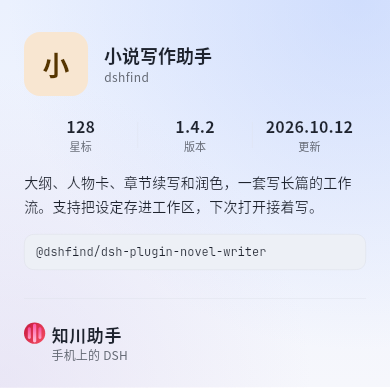 小
小说写作助手
dshfind
128
星标
1.4.2
版本
2026.10.12
更新
大纲、人物卡、章节续写和润色，一套写长篇的工作
流。支持把设定存进工作区，下次打开接着写。
@dshfind/dsh-plugin-novel-writer
知川助手
手机上的 DSH